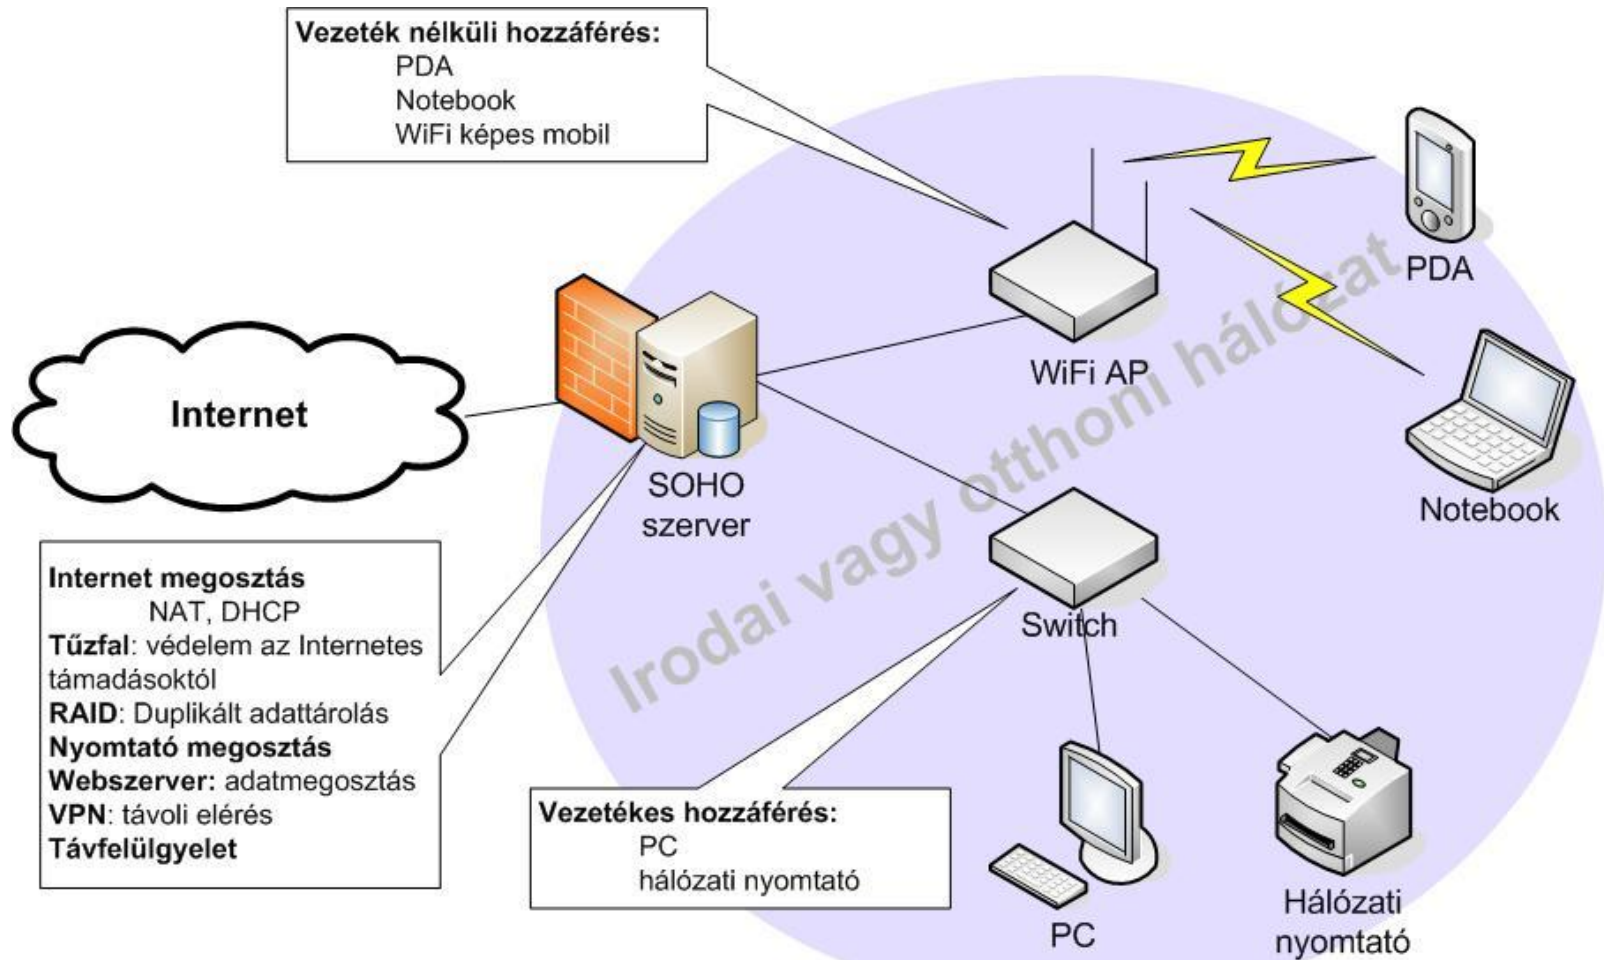 Vezeték nélküli hozzáférés:
PDA
Notebook
WiFi képes mobil
PDA
WiFi AP
Irodai vagy otthoni hálózat
Internet
SOHO
szerver
Notebook
Internet megosztás
NAT, DHCP
Tűzfal: védelem az Internetes
támadásoktól
RAID: Duplikált adattárolás
Nyomtató megosztás
Webszerver: adatmegosztás
VPN: távoli elérés
Távfelülgyelet
Switch
Vezetékes hozzáférés:
PC
hálózati nyomtató
PC
Hálózati
nyomtató